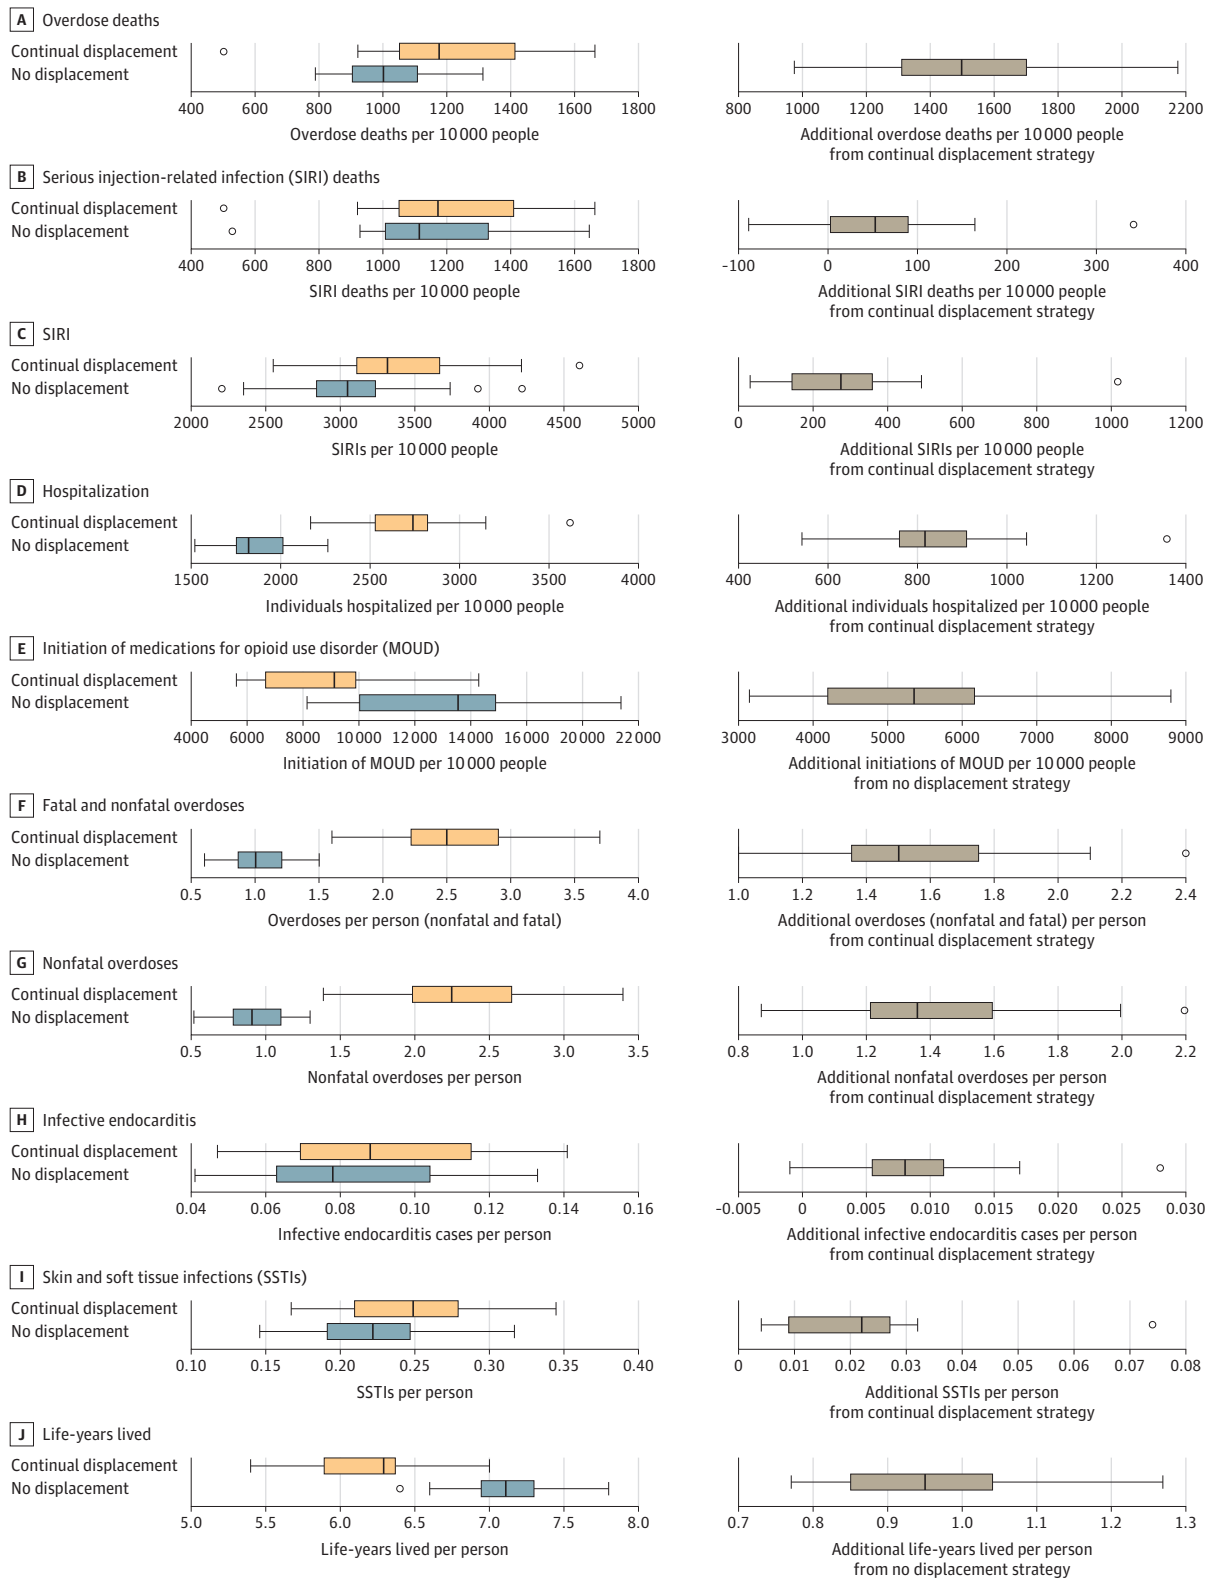 A Overdose deaths
Continual displacement
No displacement
400 600 800 1000 1200 1400 1600 1800
Overdose deaths per 10 000 people
800 1000 1200 1400 1600 1800 2000 2200
Additional overdose deaths per 10 000 people
from continual displacement strategy
B Serious injection-related infection (SIRI) deaths
Continual displacement
No displacement
400 600 800 1000 1200 1400 1600 1800
SIRI deaths per 10 000 people
-100 0 100 200 300 400
Additional SIRI deaths per 10 000 people
from continual displacement strategy
C SIRI
Continual displacement
No displacement
2000 2500 3000 3500 4000 4500 5000
SIRIs per 10 000 people
0 200 400 600 800 1000 1200
Additional SIRIs per 10 000 people
from continual displacement strategy
D Hospitalization
Continual displacement
No displacement
1500 2000 2500 3000 3500 4000
Individuals hospitalized per 10 000 people
400 600 800 1000 1200 1400
Additional individuals hospitalized per 10 000 people
from continual displacement strategy
E Initiation of medications for opioid use disorder (MOUD)
Continual displacement
No displacement
4000 6000 8000 10 000 12 000 14 000 16 000 18 000 20 000 22 000
Initiation of MOUD per 10 000 people
3000 4000 5000 6000 7000 8000 9000
Additional initiations of MOUD per 10 000 people
from no displacement strategy
F Fatal and nonfatal overdoses
Continual displacement
No displacement
0.5 1.0 1.5 2.0 2.5 3.0 3.5 4.0
Overdoses per person (nonfatal and fatal)
1.0 1.2 1.4 1.6 1.8 2.0 2.2 2.4
Additional overdoses (nonfatal and fatal) per person
from continual displacement strategy
G Nonfatal overdoses
Continual displacement
No displacement
0.5 1.0 1.5 2.0 2.5 3.0 3.5
Nonfatal overdoses per person
0.8 1.0 1.2 1.4 1.6 1.8 2.0 2.2
Additional nonfatal overdoses per person
from continual displacement strategy
H Infective endocarditis
Continual displacement
No displacement
0.04 0.06 0.08 0.10 0.12 0.14 0.16
Infective endocarditis cases per person
-0.005 0 0.005 0.010 0.015 0.020 0.025 0.030
Additional infective endocarditis cases per person
from continual displacement strategy
I Skin and soft tissue infections (SSTIs)
Continual displacement
No displacement
0.10 0.15 0.20 0.25 0.30 0.35 0.40
SSTIs per person
0 0.01 0.02 0.03 0.04 0.05 0.06 0.07 0.08
Additional SSTIs per person
from continual displacement strategy
J Life-years lived
Continual displacement
No displacement
5.0 5.5 6.0 6.5 7.0 7.5 8.0
Life-years lived per person
0.7 0.8 0.9 1.0 1.1 1.2 1.3
Additional life-years lived per person
from no displacement strategy